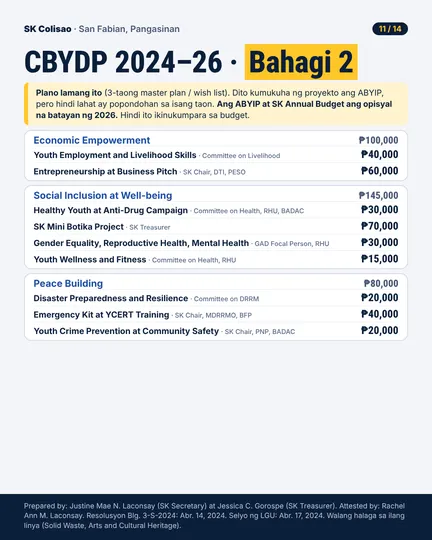 SK Colisao · San Fabian, Pangasinan
11 / 14
CBYDP 2024–26 · Bahagi 2
Plano lamang ito (3-taong master plan / wish list). Dito kumukuha ng proyekto ang ABYIP,
pero hindi lahat ay popondohan sa isang taon. Ang ABYIP at SK Annual Budget ang opisyal
na batayan ng 2026. Hindi ito ikinukumpara sa budget.
Economic Empowerment ₱100,000
Youth Employment and Livelihood Skills · Committee on Livelihood ₱40,000
Entrepreneurship at Business Pitch · SK Chair, DTI, PESO ₱60,000
Social Inclusion at Well-being ₱145,000
Healthy Youth at Anti-Drug Campaign · Committee on Health, RHU, BADAC ₱30,000
SK Mini Botika Project · SK Treasurer ₱70,000
Gender Equality, Reproductive Health, Mental Health · GAD Focal Person, RHU ₱30,000
Youth Wellness and Fitness · Committee on Health, RHU ₱15,000
Peace Building ₱80,000
Disaster Preparedness and Resilience · Committee on DRRM ₱20,000
Emergency Kit at YCERT Training · SK Chair, MDRRMO, BFP ₱40,000
Youth Crime Prevention at Community Safety · SK Chair, PNP, BADAC ₱20,000
Prepared by: Justine Mae N. Laconsay (SK Secretary) at Jessica C. Gorospe (SK Treasurer). Attested by: Rachel
Ann M. Laconsay. Resolusyon Blg. 3-S-2024: Abr. 14, 2024. Selyo ng LGU: Abr. 17, 2024. Walang halaga sa ilang
linya (Solid Waste, Arts and Cultural Heritage).